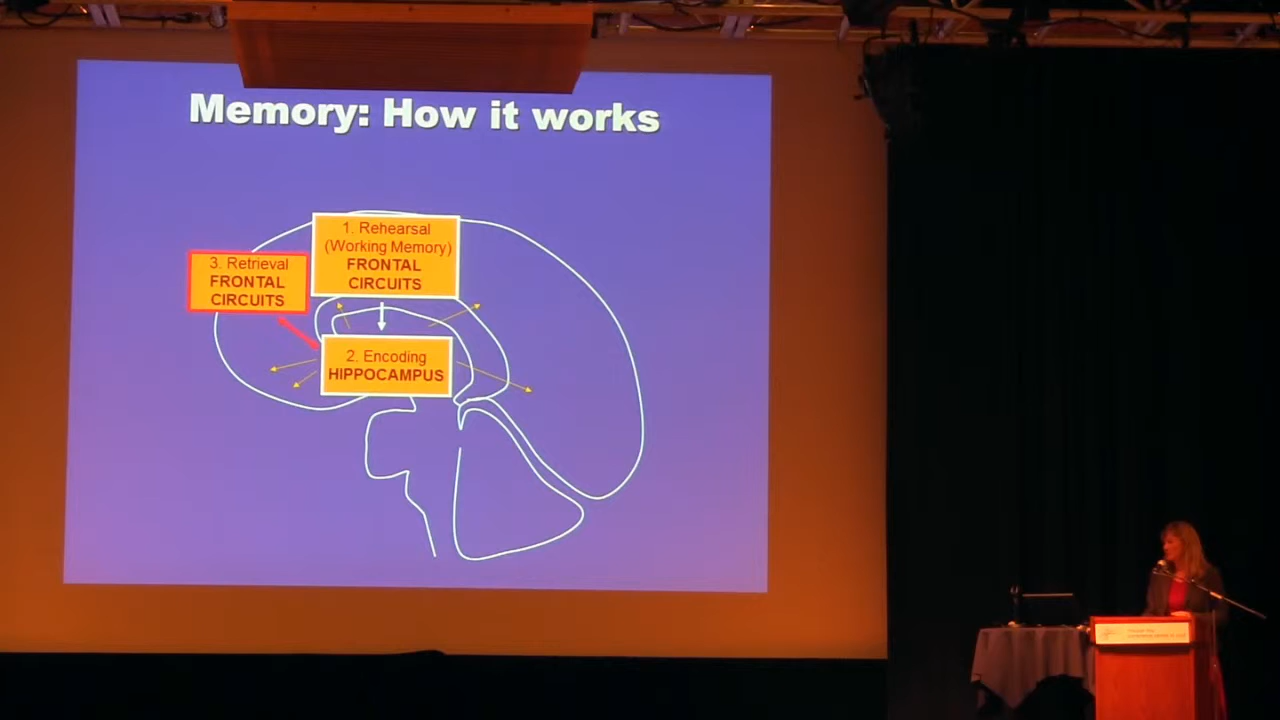 Memory: How it works
1. Rehearsal
(Working Memory)
FRONTAL
CIRCUITS
3. Retrieval
FRONTAL
CIRCUITS
2. Encoding
HIPPOCAMPUS